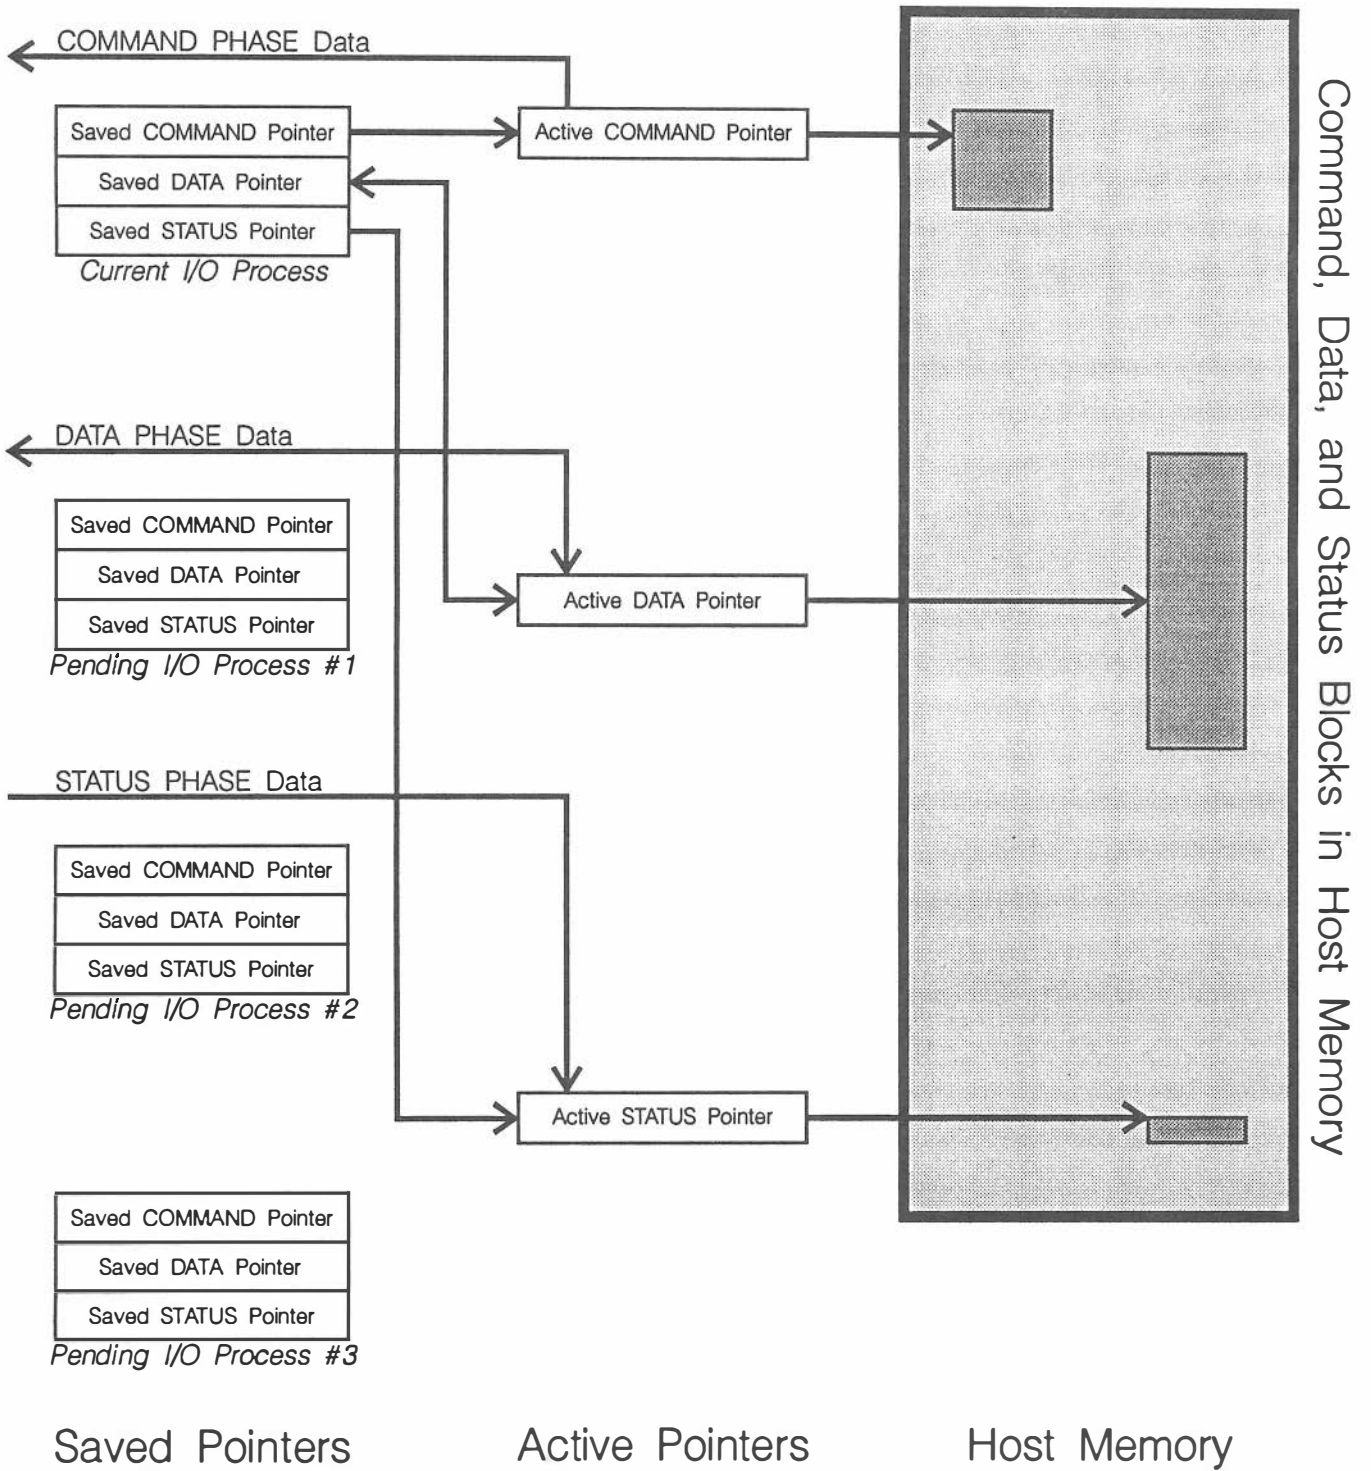 COMMAND PHASE Data
Saved COMMAND Pointer
Saved DATA Pointer
Saved STATUS Pointer
Current I/O Process
Active COMMAND Pointer
DATA PHASE Data
Saved COMMAND Pointer
Saved DATA Pointer
Saved STATUS Pointer
Pending I/O Process #1
Active DATA Pointer
STATUS PHASE Data
Saved COMMAND Pointer
Saved DATA Pointer
Saved STATUS Pointer
Pending I/O Process #2
Active STATUS Pointer
Saved COMMAND Pointer
Saved DATA Pointer
Saved STATUS Pointer
Pending I/O Process #3
Command, Data, and Status Blocks in Host Memory
Saved Pointers
Active Pointers
Host Memory